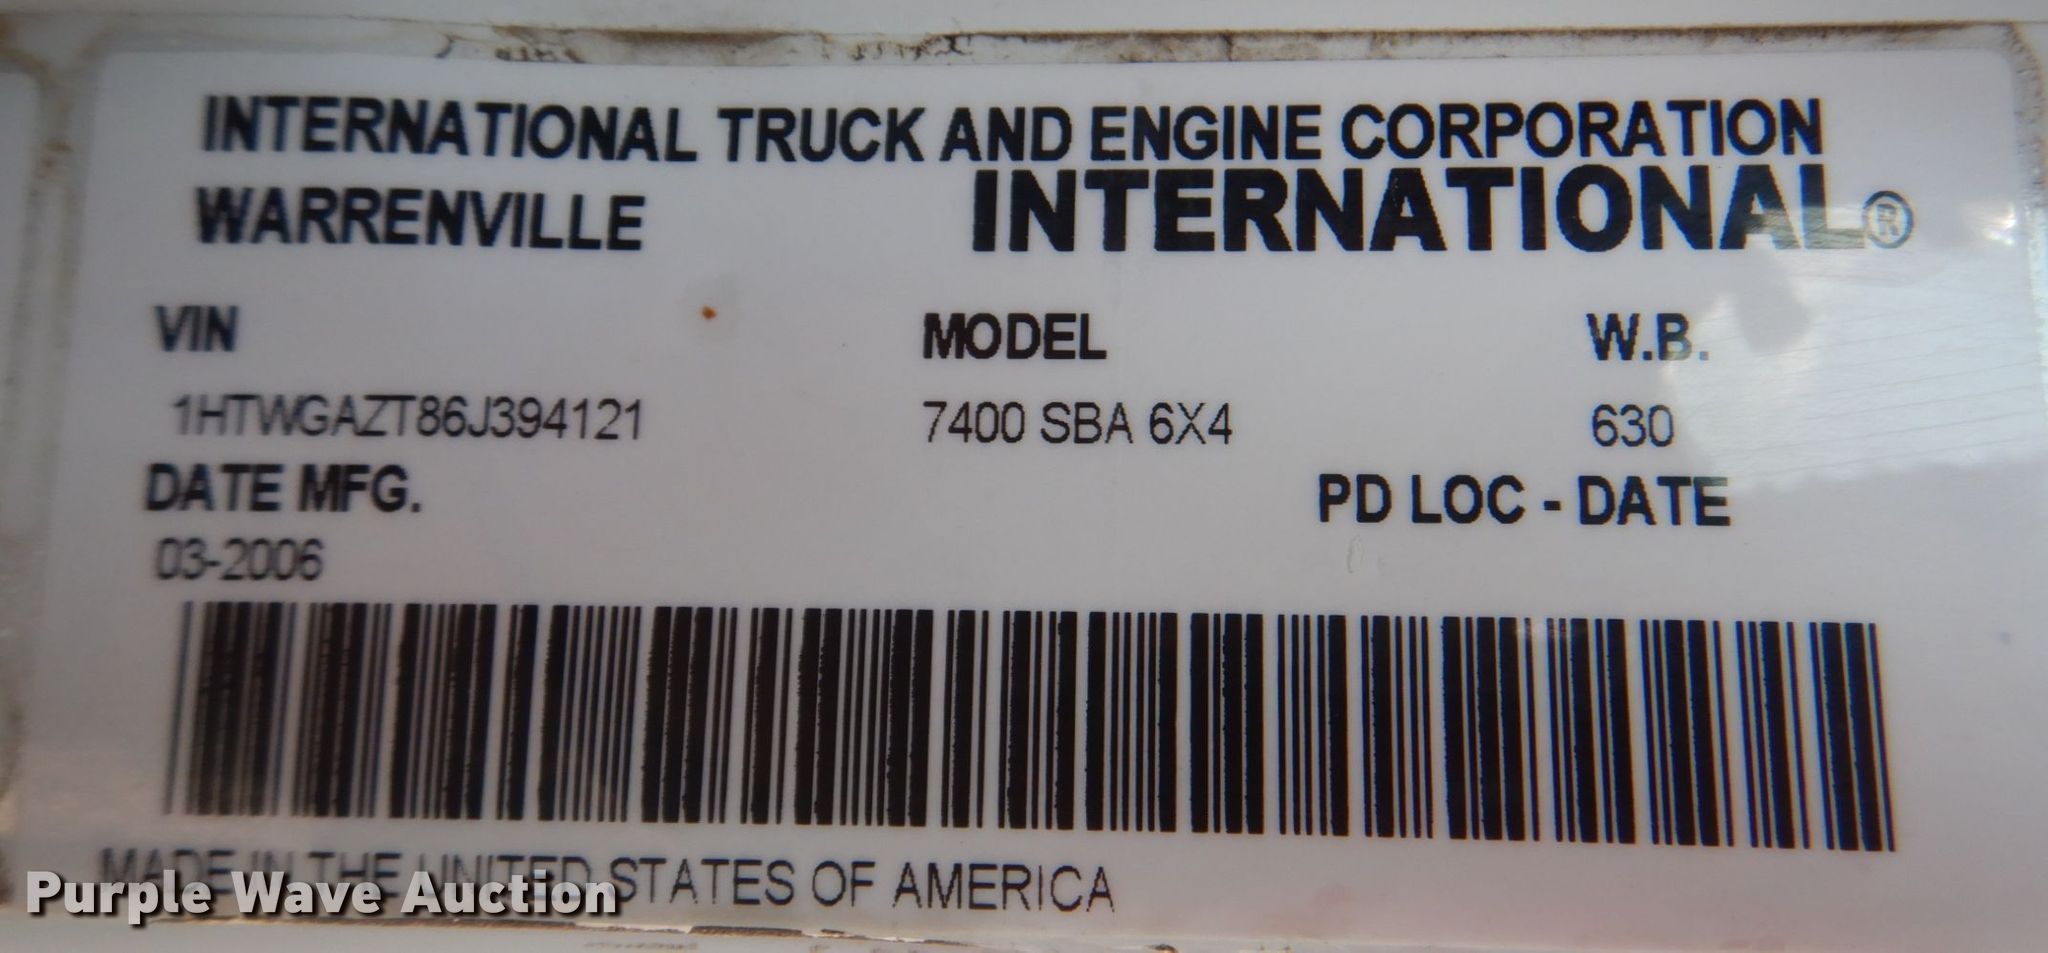 INTERNATIONAL TRUCK AND ENGINE CORPORATION
WARRENVILLE INTERNATIONAL®
VIN MODEL W.B.
1HTWGAZT86J394121 7400 SBA 6X4 630
DATE MFG. PD LOC - DATE
03-2006
MADE IN THE UNITED STATES OF AMERICA
Purple Wave Auction